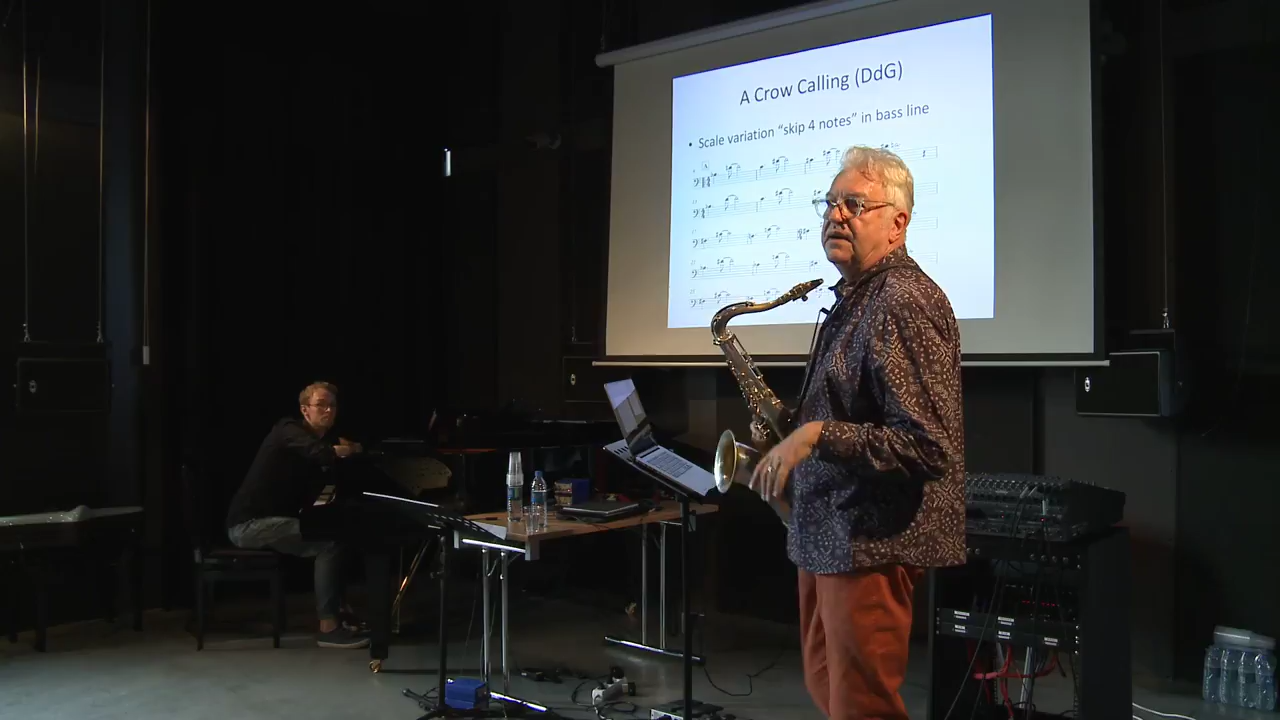 A Crow Calling (DdG)
• Scale variation “skip 4 notes” in bass line